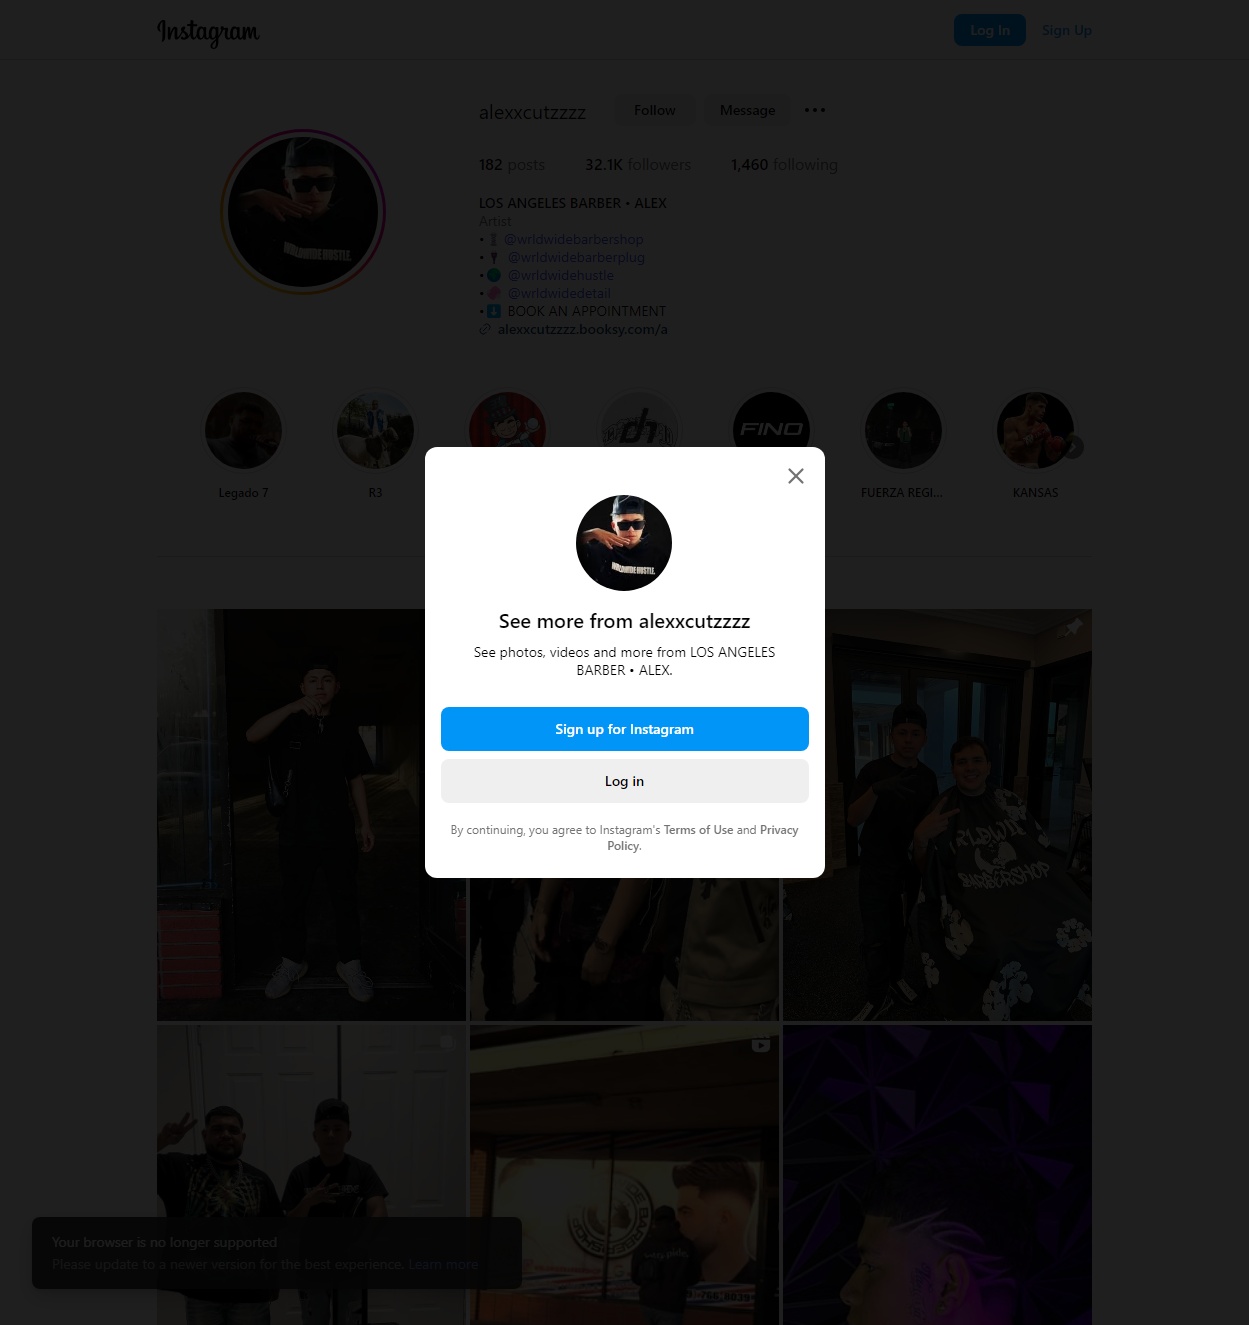 Instagram
Log In
Sign Up
alexxcutzzzz
Follow
Message
182 posts
32.1K followers
1,460 following
LOS ANGELES BARBER • ALEX
Artist
• @wrldwidebarbershop
• @wrldwidebarberplug
• @wrldwidehustle
• @wrldwidedetail
• BOOK AN APPOINTMENT
alexxcutzzzz.booksy.com/a
dh
FINO
Legado 7
R3
FUERZA REGI...
KANSAS
WRLDWIDE HUSTLE.
See more from alexxcutzzzz
See photos, videos and more from LOS ANGELES
BARBER • ALEX.
Sign up for Instagram
Log in
By continuing, you agree to Instagram's Terms of Use and Privacy
Policy.
BARBERSHOP
Your browser is no longer supported
Please update to a newer version for the best experience. Learn more